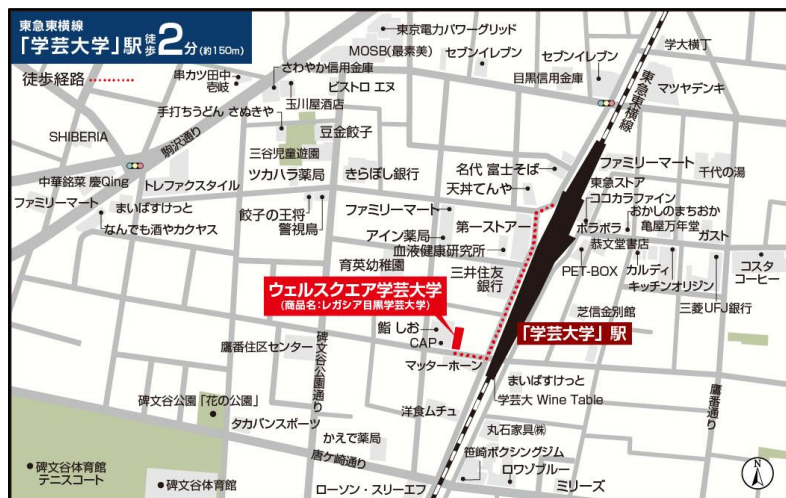 東急東横線
「学芸大学」駅 徒歩2分(約150m)
徒歩経路
東京電力パワーグリッド
MOSB(最素美)
セブンイレブン
セブンイレブン
目黒信用金庫
学大横丁
マツヤデンキ
東急東横線
串カツ田中
壱岐
さわやか信用金庫
玉川屋酒店
ビストロ エヌ
手打ちうどん さぬきや
豆金餃子
SHIBERIA
駒沢通り
三谷児童遊園
ツカハラ薬局
きらぼし銀行
名代 富士そば
天丼てんや
ファミリーマート
千代の湯
東急ストア
ココカラファイン
中華銘菜 慶Qing
トレファクスタイル
ファミリーマート
まいばすけっと
なんでも酒やカクヤス
餃子の王将
警視鳥
ファミリーマート
第一ストアー
アイン薬局
血液健康研究所
ポラポラ
おかしのまちおか
亀屋万年堂
恭文堂書店
ガスト
コスタコーヒー
育英幼稚園
三井住友銀行
PET-BOX
カルディ
キッチンオリジン
三菱UFJ銀行
芝信金別館
ウェルスクエア学芸大学
(商品名:レガシア目黒学芸大学)
鮨 しお
CAP
「学芸大学」駅
マッターホーン
鷹番住区センター
碑文谷公園通り
まいばすけっと
学芸大 Wine Table
鷹番通り
碑文谷公園「花の公園」
タカバンスポーツ
洋食ムチュ
かえで薬局
唐ケ崎通り
丸石家具㈱
笹崎ボクシングジム
ロワゾブルー
ミリーズ
ローソン・スリーエフ
碑文谷体育館
テニスコート
碑文谷体育館
N